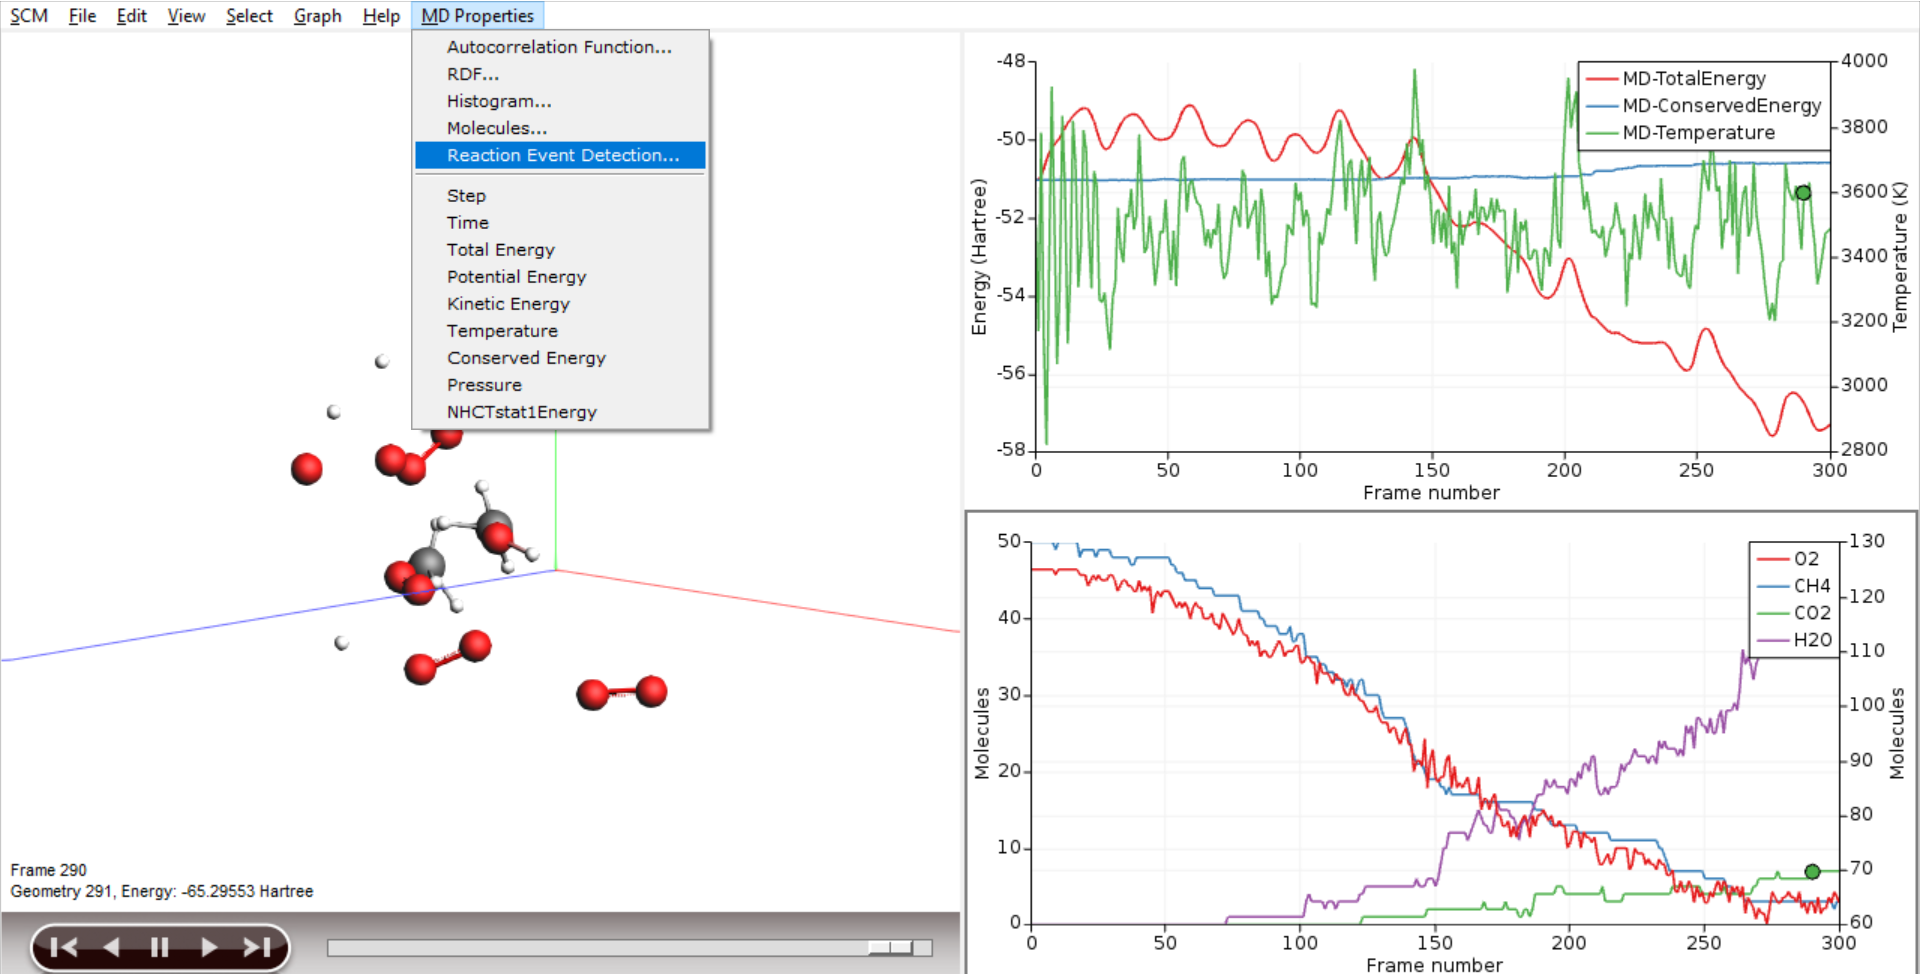 SCM File Edit View Select Graph Help MD Properties
Autocorrelation Function...
RDF...
Histogram...
Molecules...
Reaction Event Detection...
Step
Time
Total Energy
Potential Energy
Kinetic Energy
Temperature
Conserved Energy
Pressure
NHCTstat1Energy
Frame 290
Geometry 291, Energy: -65.29553 Hartree
-48
-50
-52
-54
-56
-58
Energy (Hartree)
MD-TotalEnergy
MD-ConservedEnergy
MD-Temperature
4000
3800
3600
3400
3200
3000
2800
Temperature (K)
0 50 100 150 200 250 300
Frame number
50
40
30
20
10
0
Molecules
O2
CH4
CO2
H2O
130
120
110
100
90
80
70
60
Molecules
0 50 100 150 200 250 300
Frame number